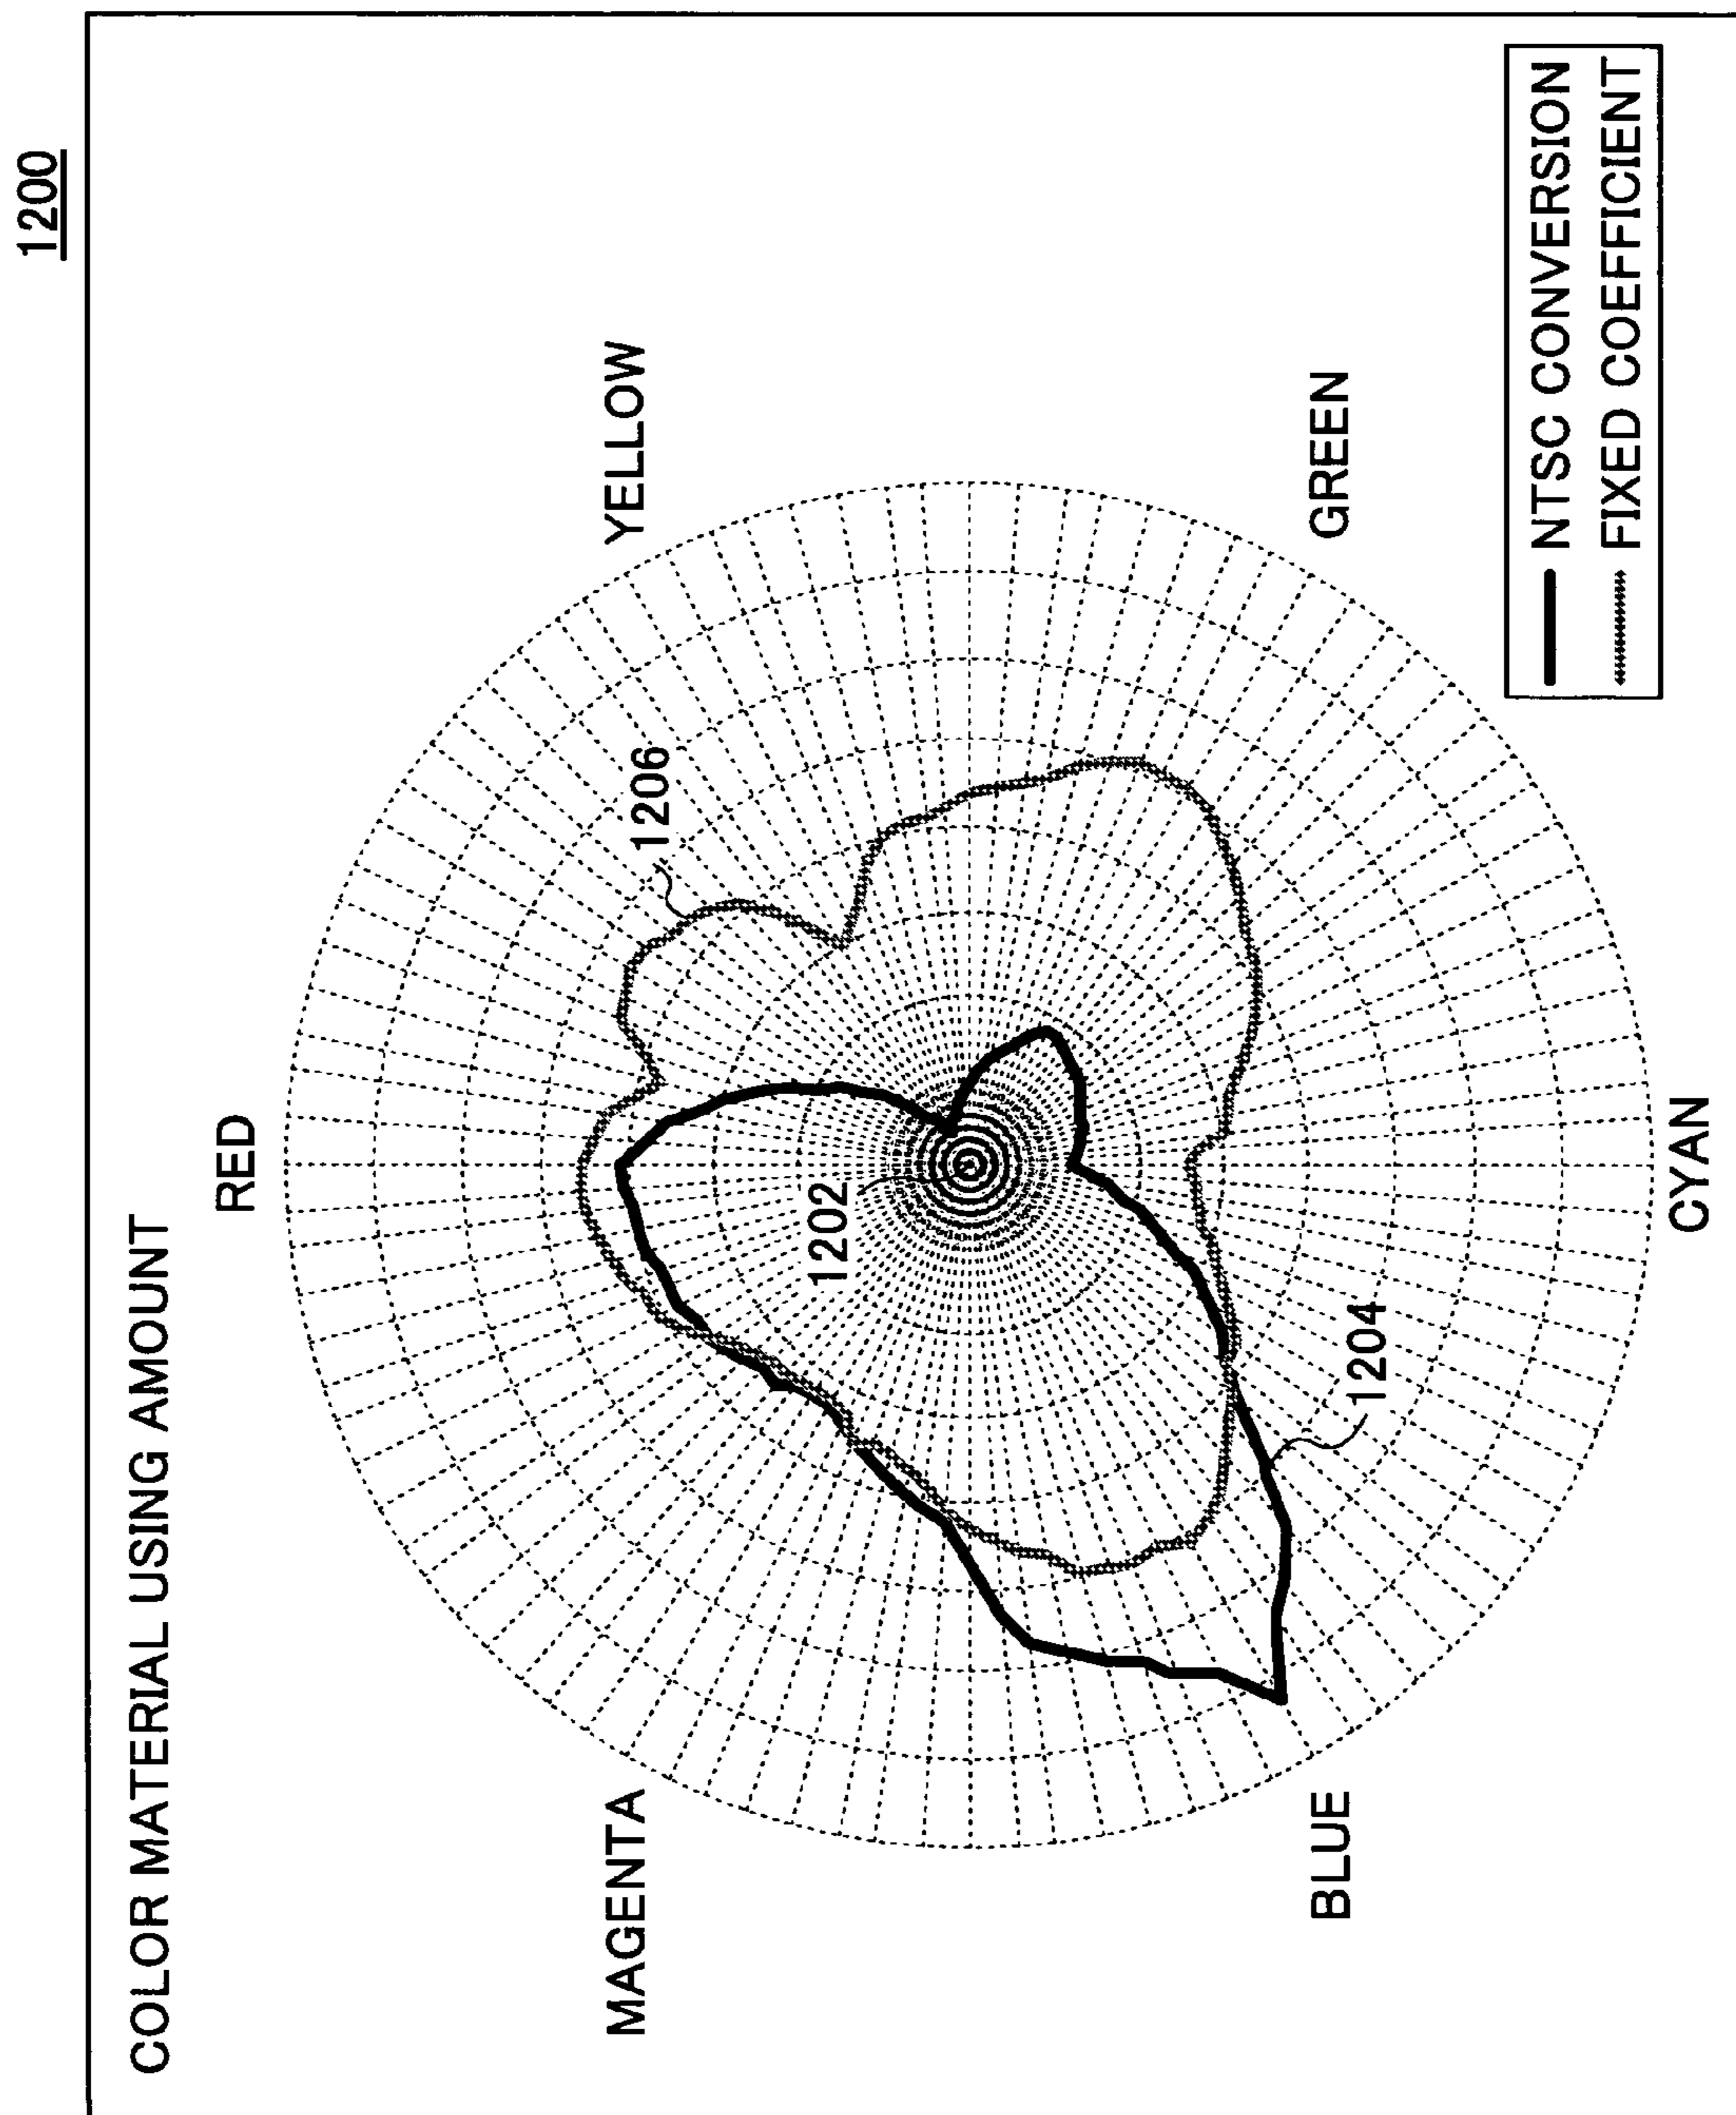 1200
COLOR MATERIAL USING AMOUNT
RED
MAGENTA
YELLOW
1206
1202
1204
BLUE
GREEN
CYAN
NTSC CONVERSION
FIXED COEFFICIENT